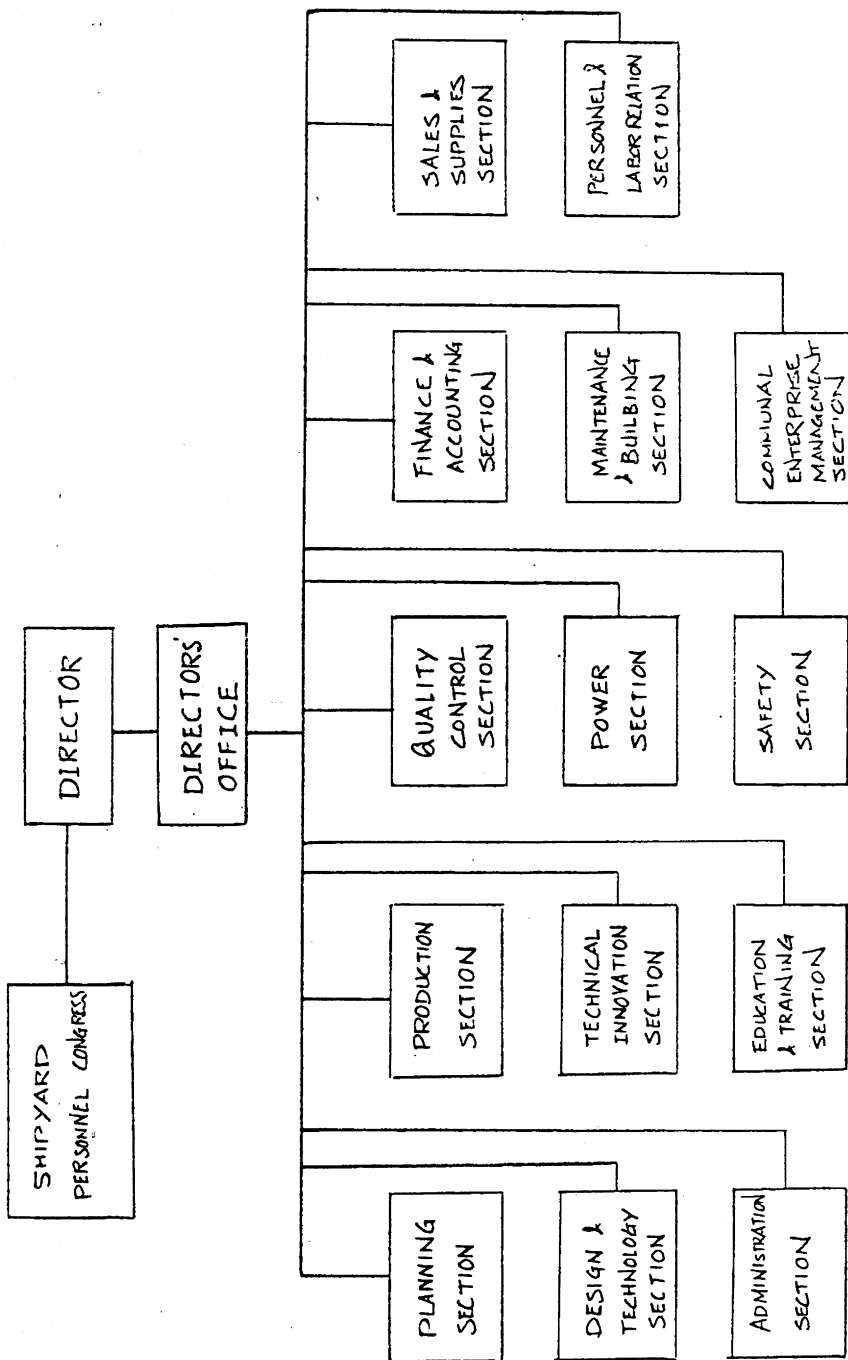 SHIPYARD
PERSONNEL CONGRESS
DIRECTOR
DIRECTORS'
OFFICE
PLANNING
SECTION
PRODUCTION
SECTION
QUALITY
CONTROL
SECTION
FINANCE &
ACCOUNTING
SECTION
SALES &
SUPPLIES
SECTION
DESIGN &
TECHNOLOGY
SECTION
TECHNICAL
INNOVATION
SECTION
POWER
SECTION
MAINTENANCE
& BUILBING
SECTION
PERSONNEL &
LABOR RELATION
SECTION
ADMINISTRATION
SECTION
EDUCATION
& TRAINING
SECTION
SAFETY
SECTION
COMMUNAL
ENTERPRISE
MANAGEMENT
SECTION